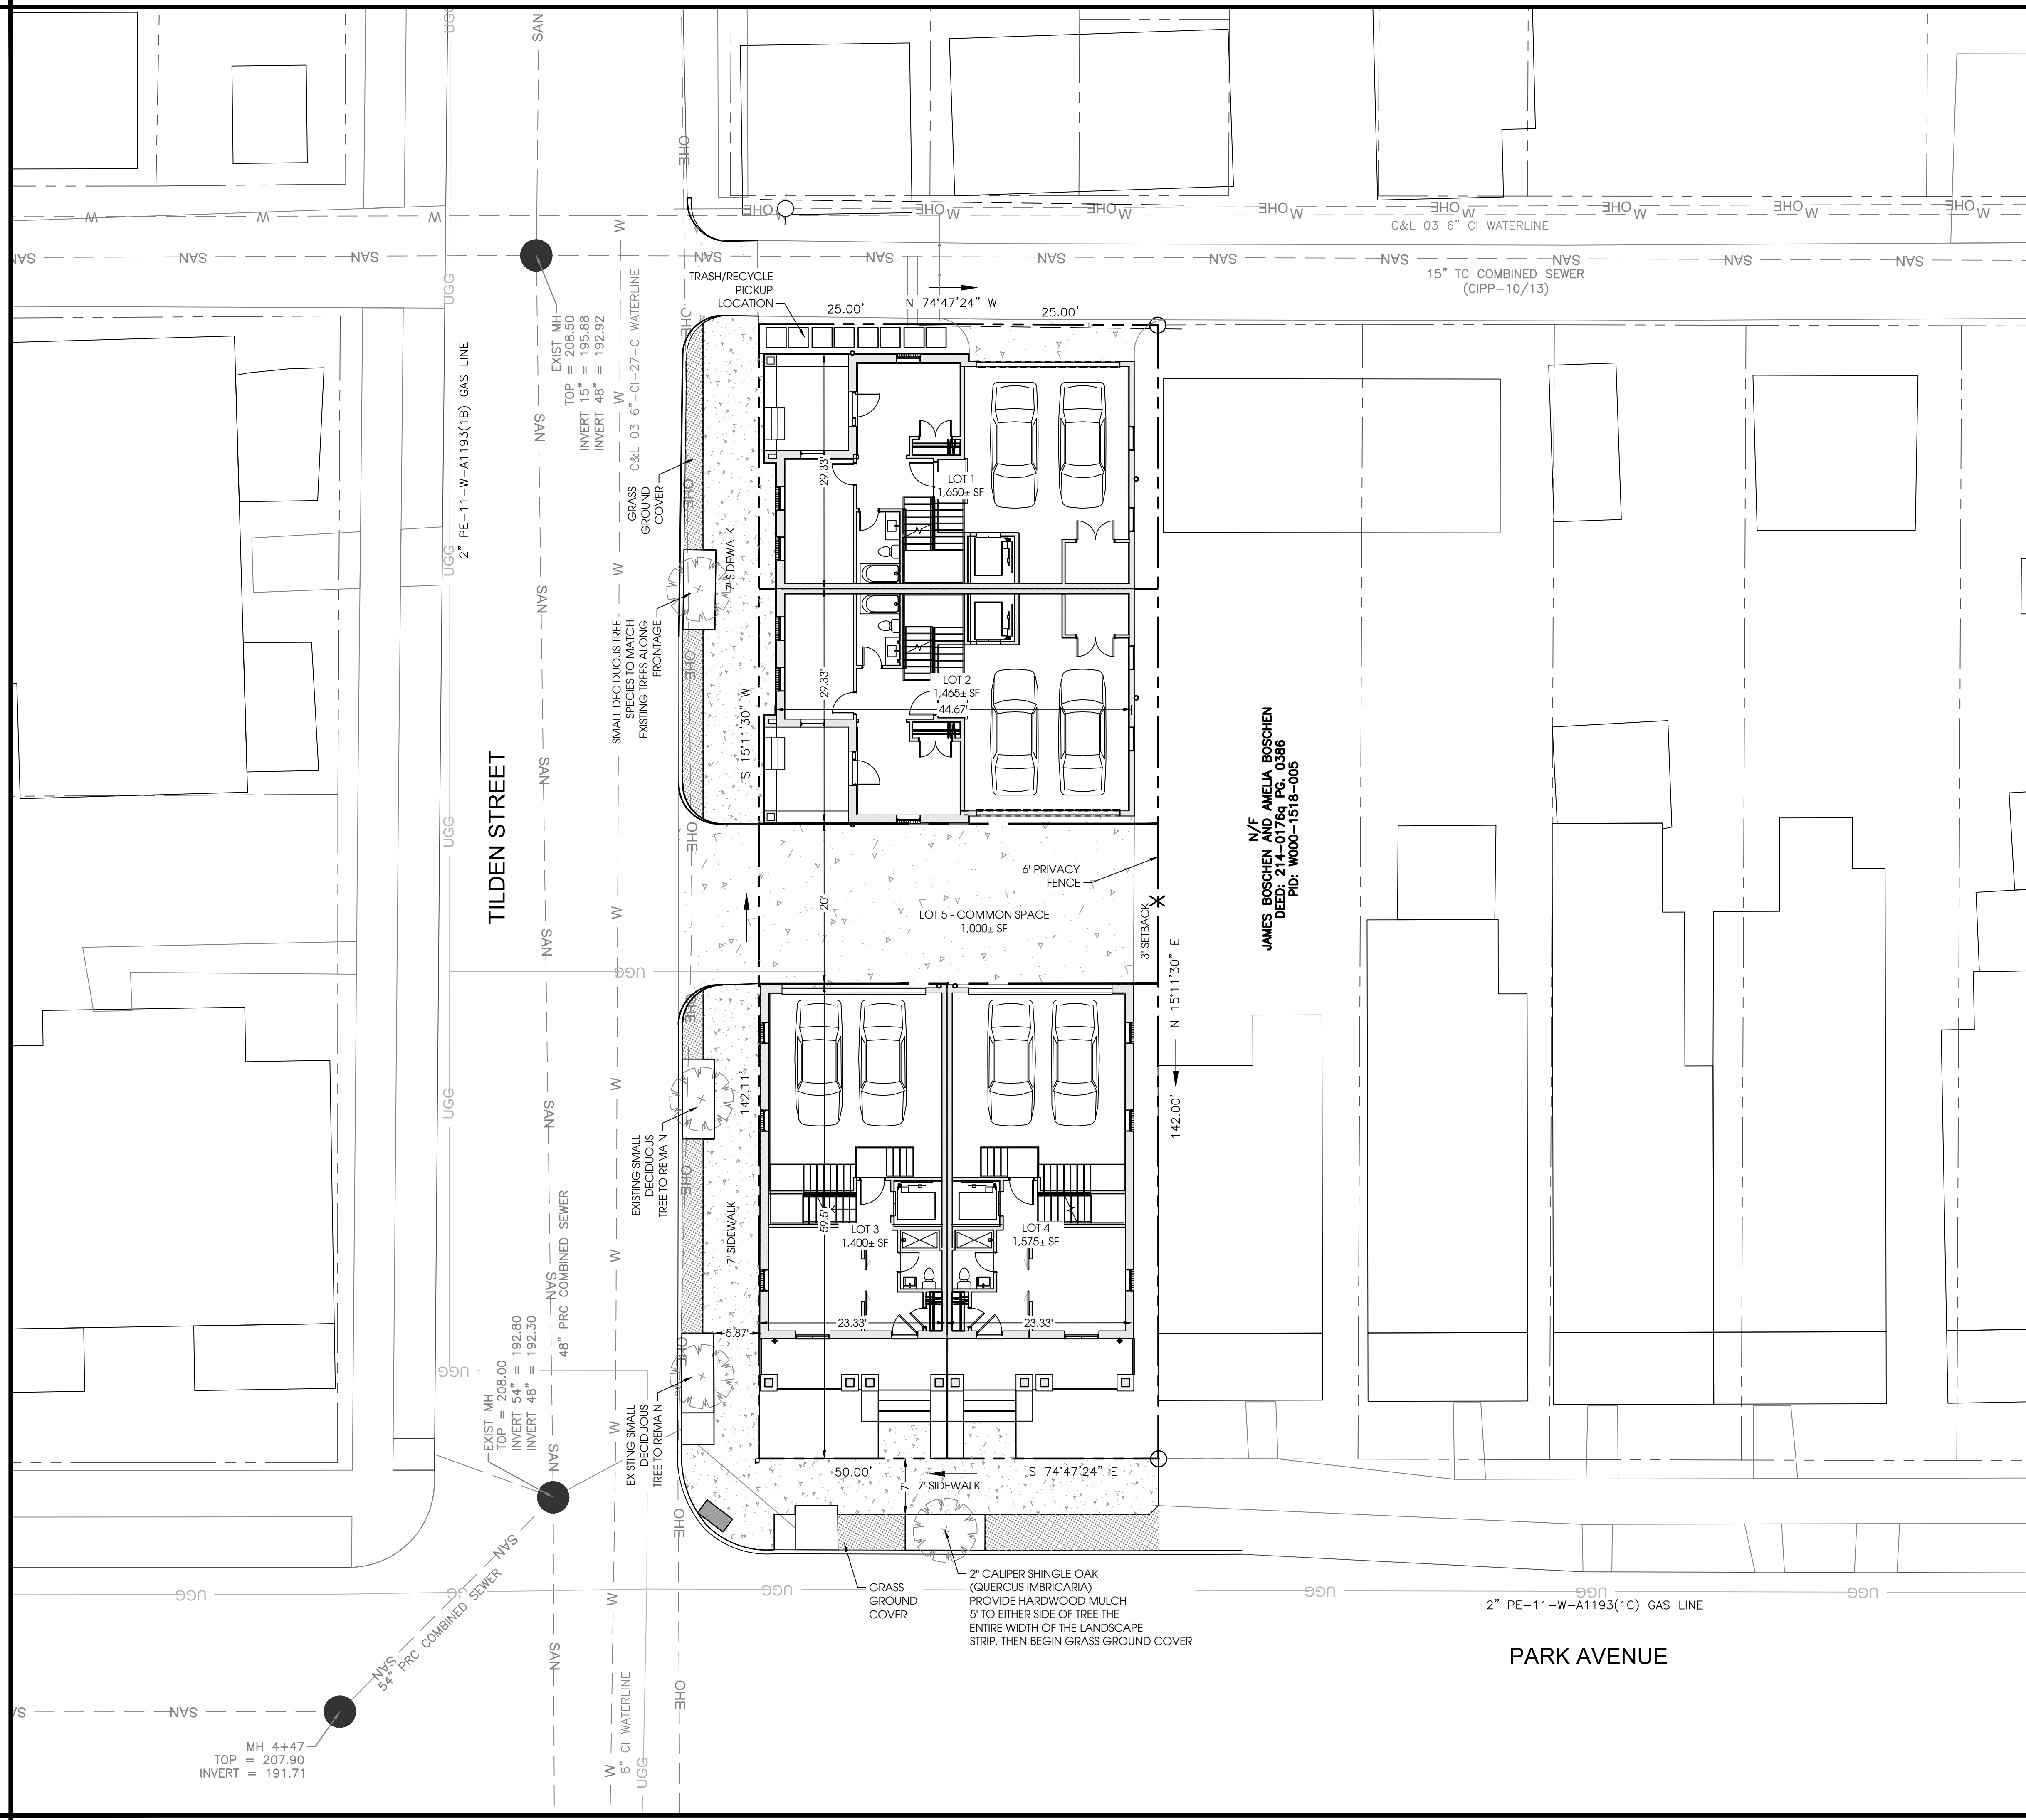 C&L 03 6" CI WATERLINE
15" TC COMBINED SEWER
(CIPP-10/13)
TRASH/RECYCLE
PICKUP
LOCATION
N 74°47'24" W
25.00'
25.00'
EXIST MH
TOP = 208.50
INVERT 15" = 195.88
INVERT 48" = 192.92
C&L 03 6"-CI-27-C WATERLINE
2" PE-11-W-A1193(1B) GAS LINE
GRASS
GROUND
COVER
7' SIDEWALK
29.33'
LOT 1
1,650± SF
SMALL DECIDUOUS TREE
SPECIES TO MATCH
EXISTING TREES ALONG
FRONTAGE
S 15°11'30" W
29.33'
LOT 2
1,465± SF
44.67'
TILDEN STREET
N/F
JAMES BOSCHEN AND AMELIA BOSCHEN
DEED: 214-0176q PG. 0386
PID: W000-1518-005
6' PRIVACY
FENCE
20'
LOT 5 - COMMON SPACE
1,000± SF
3' SETBACK
N 15°11'30" E
142.00'
142.11'
EXISTING SMALL
DECIDUOUS
TREE TO REMAIN
7' SIDEWALK
59.5'
LOT 3
1,400± SF
LOT 4
1,575± SF
23.33'
23.33'
5.87'
48" PRC COMBINED SEWER
EXIST MH
TOP = 208.00
INVERT 54" = 192.80
INVERT 48" = 192.30
EXISTING SMALL
DECIDUOUS
TREE TO REMAIN
50.00'
S 74°47'24" E
7'
7' SIDEWALK
GRASS
GROUND
COVER
2" CALIPER SHINGLE OAK
(QUERCUS IMBRICARIA)
PROVIDE HARDWOOD MULCH
5' TO EITHER SIDE OF TREE THE
ENTIRE WIDTH OF THE LANDSCAPE
STRIP, THEN BEGIN GRASS GROUND COVER
2" PE-11-W-A1193(1C) GAS LINE
PARK AVENUE
54" PRC COMBINED SEWER
8" CI WATERLINE
MH 4+47
TOP = 207.90
INVERT = 191.71
SAN
UGG
OHE
W